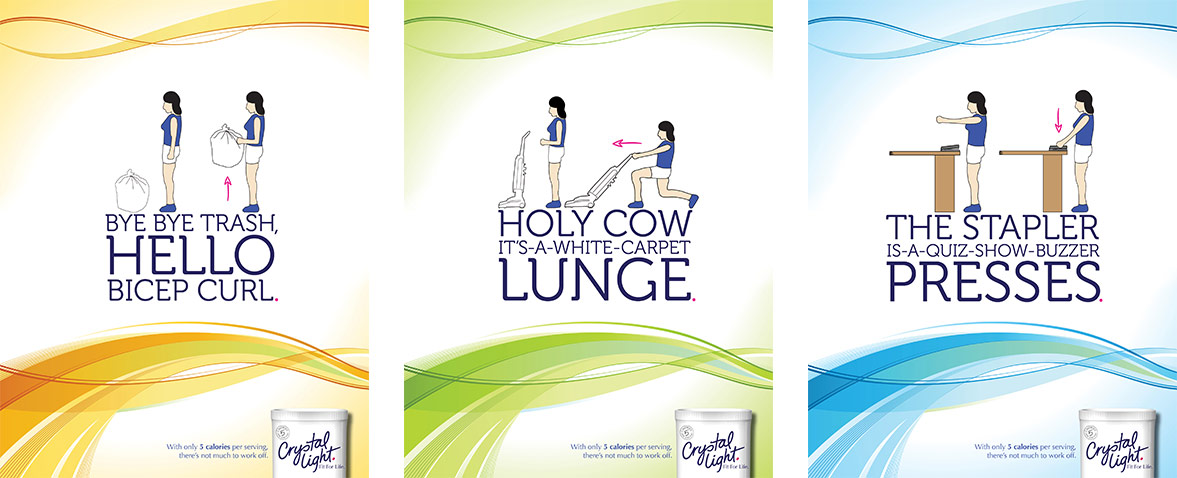 BYE BYE TRASH,
HELLO
BICEP CURL.
With only 5 calories per serving,
there's not much to work off.
Crystal
Light.
Fit For Life.
HOLY COW
IT'S-A-WHITE-CARPET
LUNGE.
With only 5 calories per serving,
there's not much to work off.
Crystal
Light.
Fit For Life.
THE STAPLER
IS-A-QUIZ-SHOW-BUZZER
PRESSES.
With only 5 calories per serving,
there's not much to work off.
Crystal
Light.
Fit For Life.